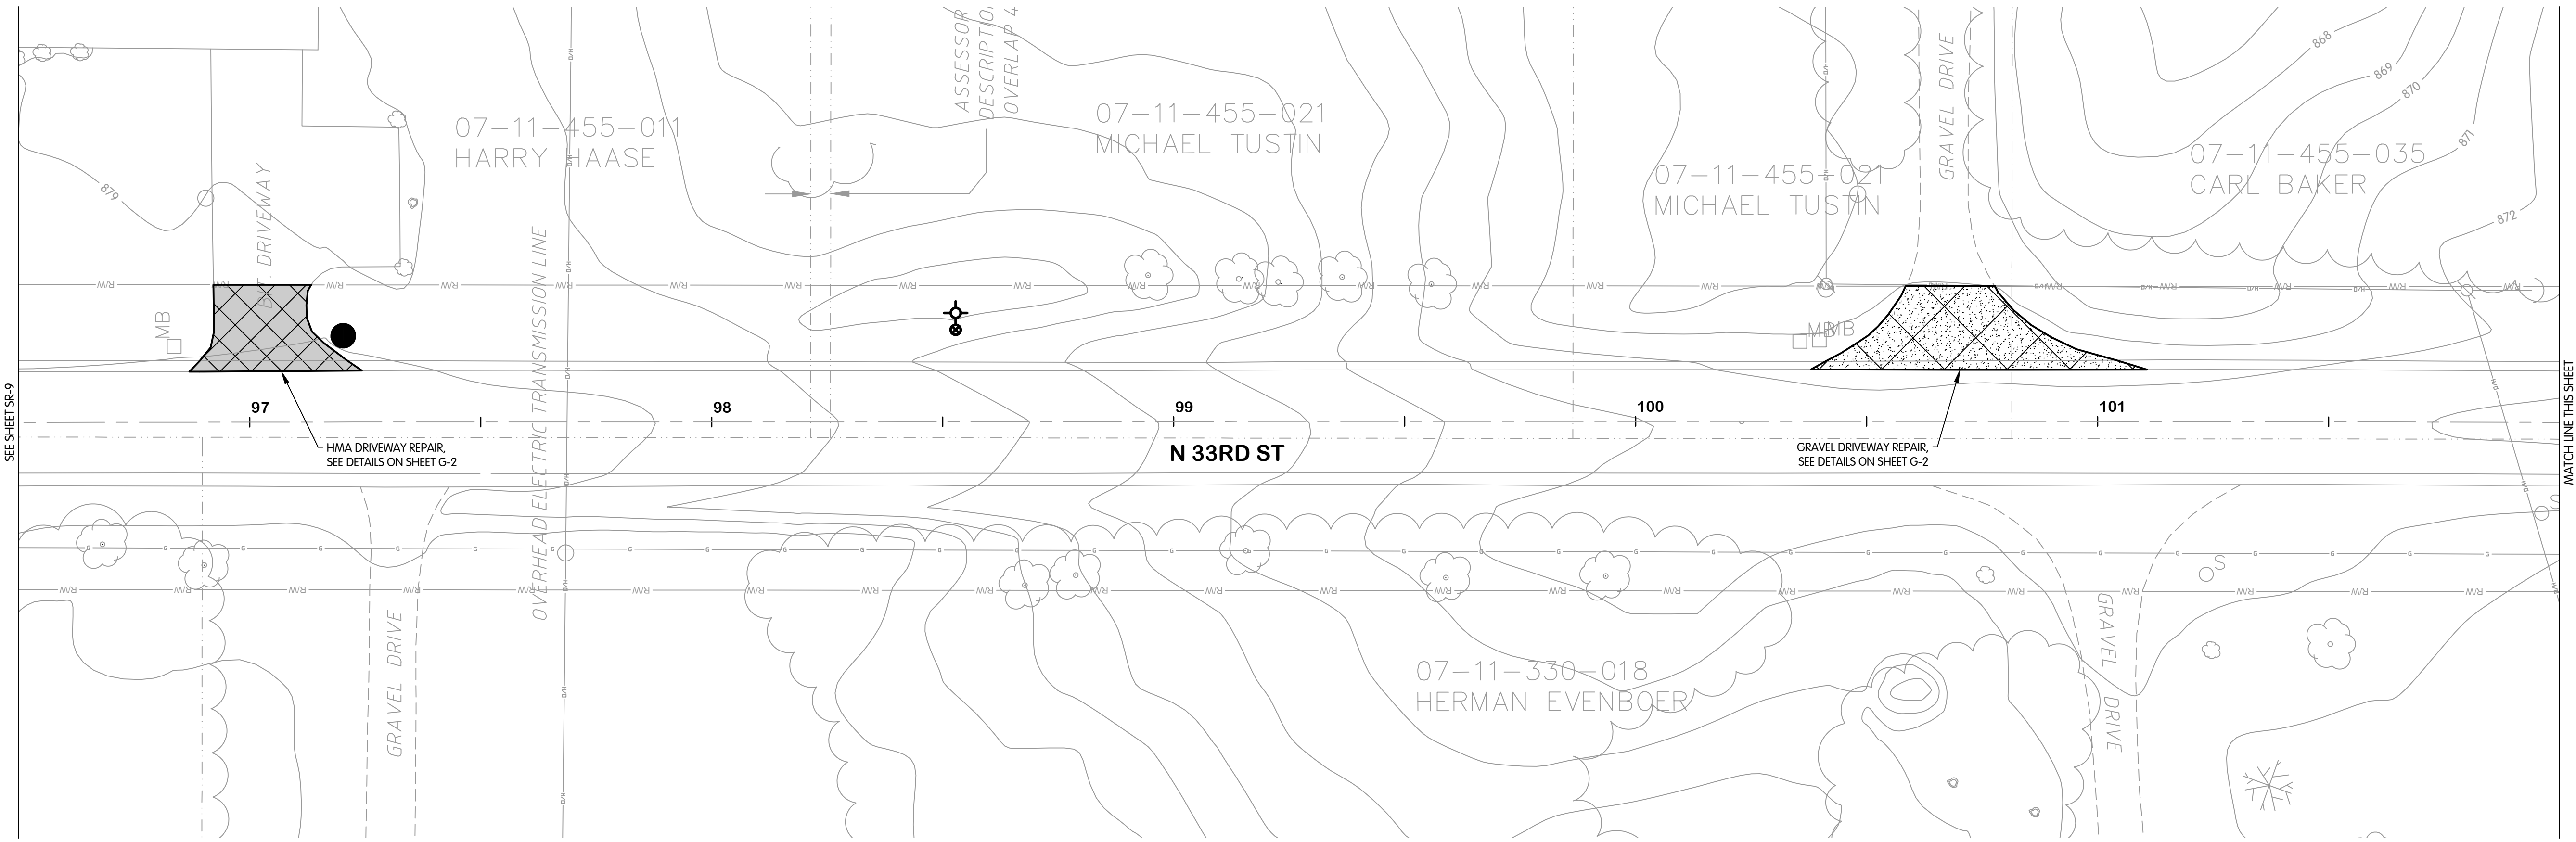 ASSESSOR
DESCRIPTION
OVERLAP 4
GRAVEL DRIVE
868
869
870
871
872
07-11-455-011
HARRY HAASE
07-11-455-021
MICHAEL TUSTIN
07-11-455-021
MICHAEL TUSTIN
07-11-455-035
CARL BAKER
879
BIT. DRIVEWAY
OVERHEAD ELECTRIC TRANSMISSION LINE
MB
MB
MB
SEE SHEET SR-9
MATCH LINE THIS SHEET
97
98
99
100
101
HMA DRIVEWAY REPAIR,
SEE DETAILS ON SHEET G-2
N 33RD ST
GRAVEL DRIVEWAY REPAIR,
SEE DETAILS ON SHEET G-2
S
S
GRAVEL DRIVE
GRAVEL DRIVE
07-11-330-018
HERMAN EVENBOER